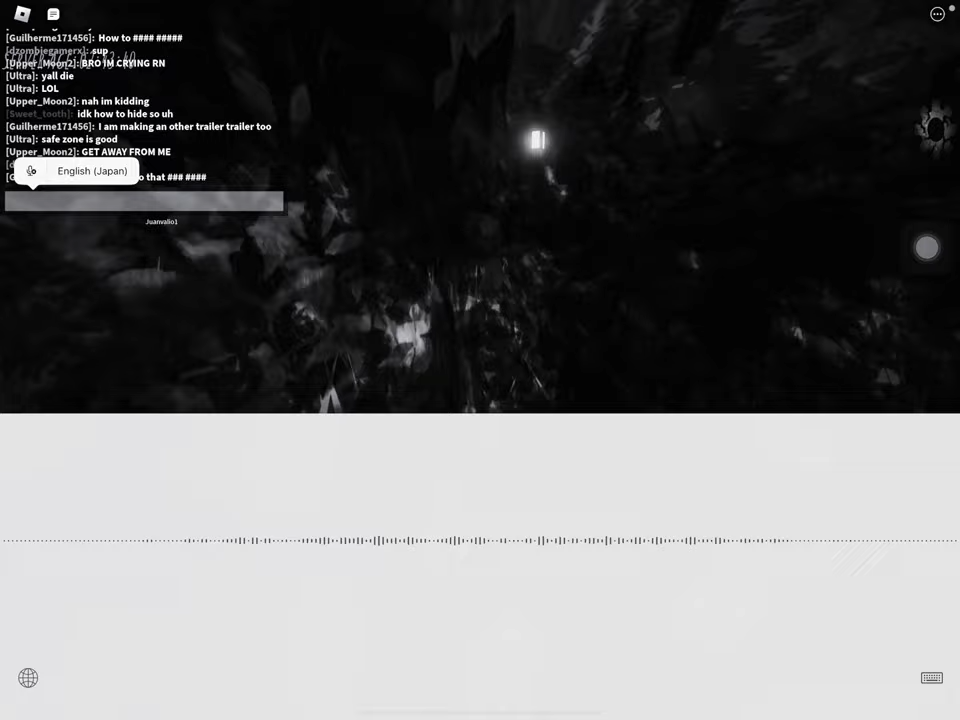 [Guilherme171456]: How to #### #####
[dzombiegamerx]: sup
[Upper_Moon2]: BRO IM CRYING RN
[Ultra]: yall die
[Ultra]: LOL
[Upper_Moon2]: nah im kidding
[Sweet_tooth]: idk how to hide so uh
[Guilherme171456]: I am making an other trailer trailer too
[Ultra]: safe zone is good
[Upper_Moon2]: GET AWAY FROM ME
English (Japan)
that ### ####
Juanvalio1